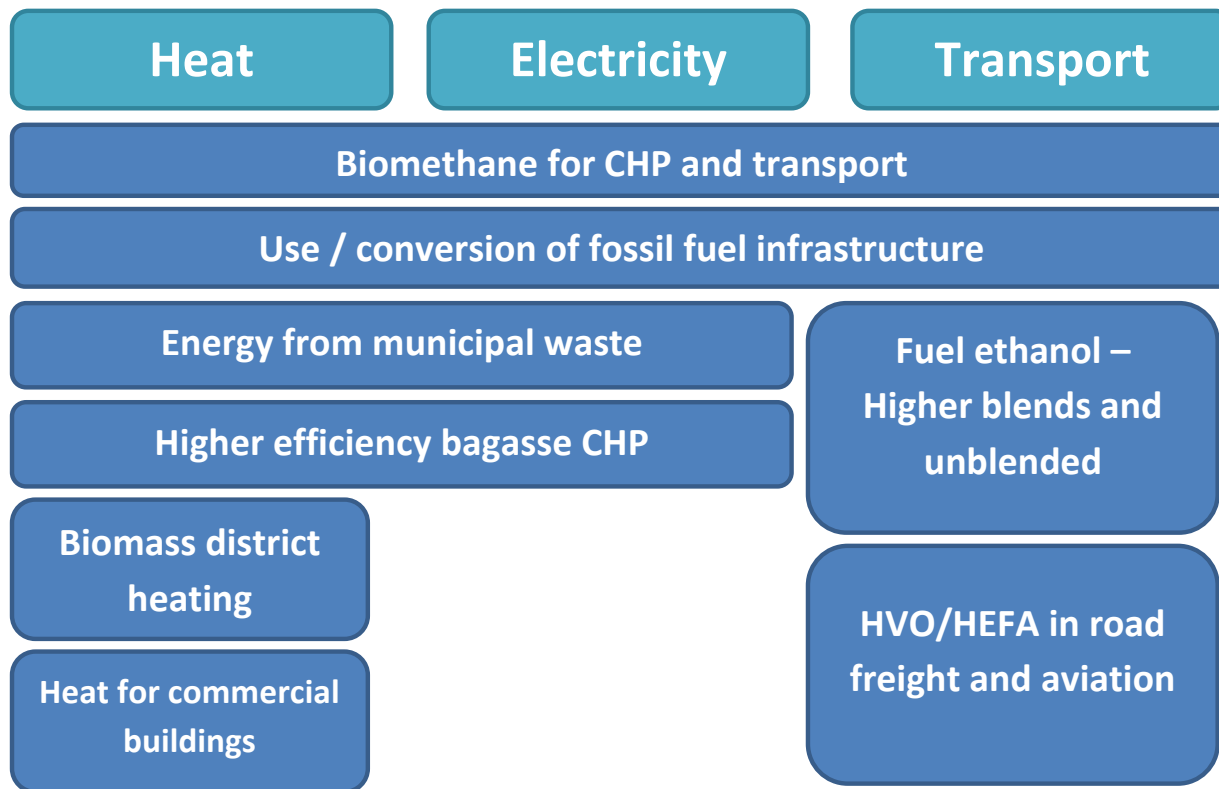 Heat
Electricity
Transport
Biomethane for CHP and transport
Use / conversion of fossil fuel infrastructure
Energy from municipal waste
Higher efficiency bagasse CHP
Fuel ethanol –
Higher blends and
unblended
Biomass district
heating
HVO/HEFA in road
freight and aviation
Heat for commercial
buildings